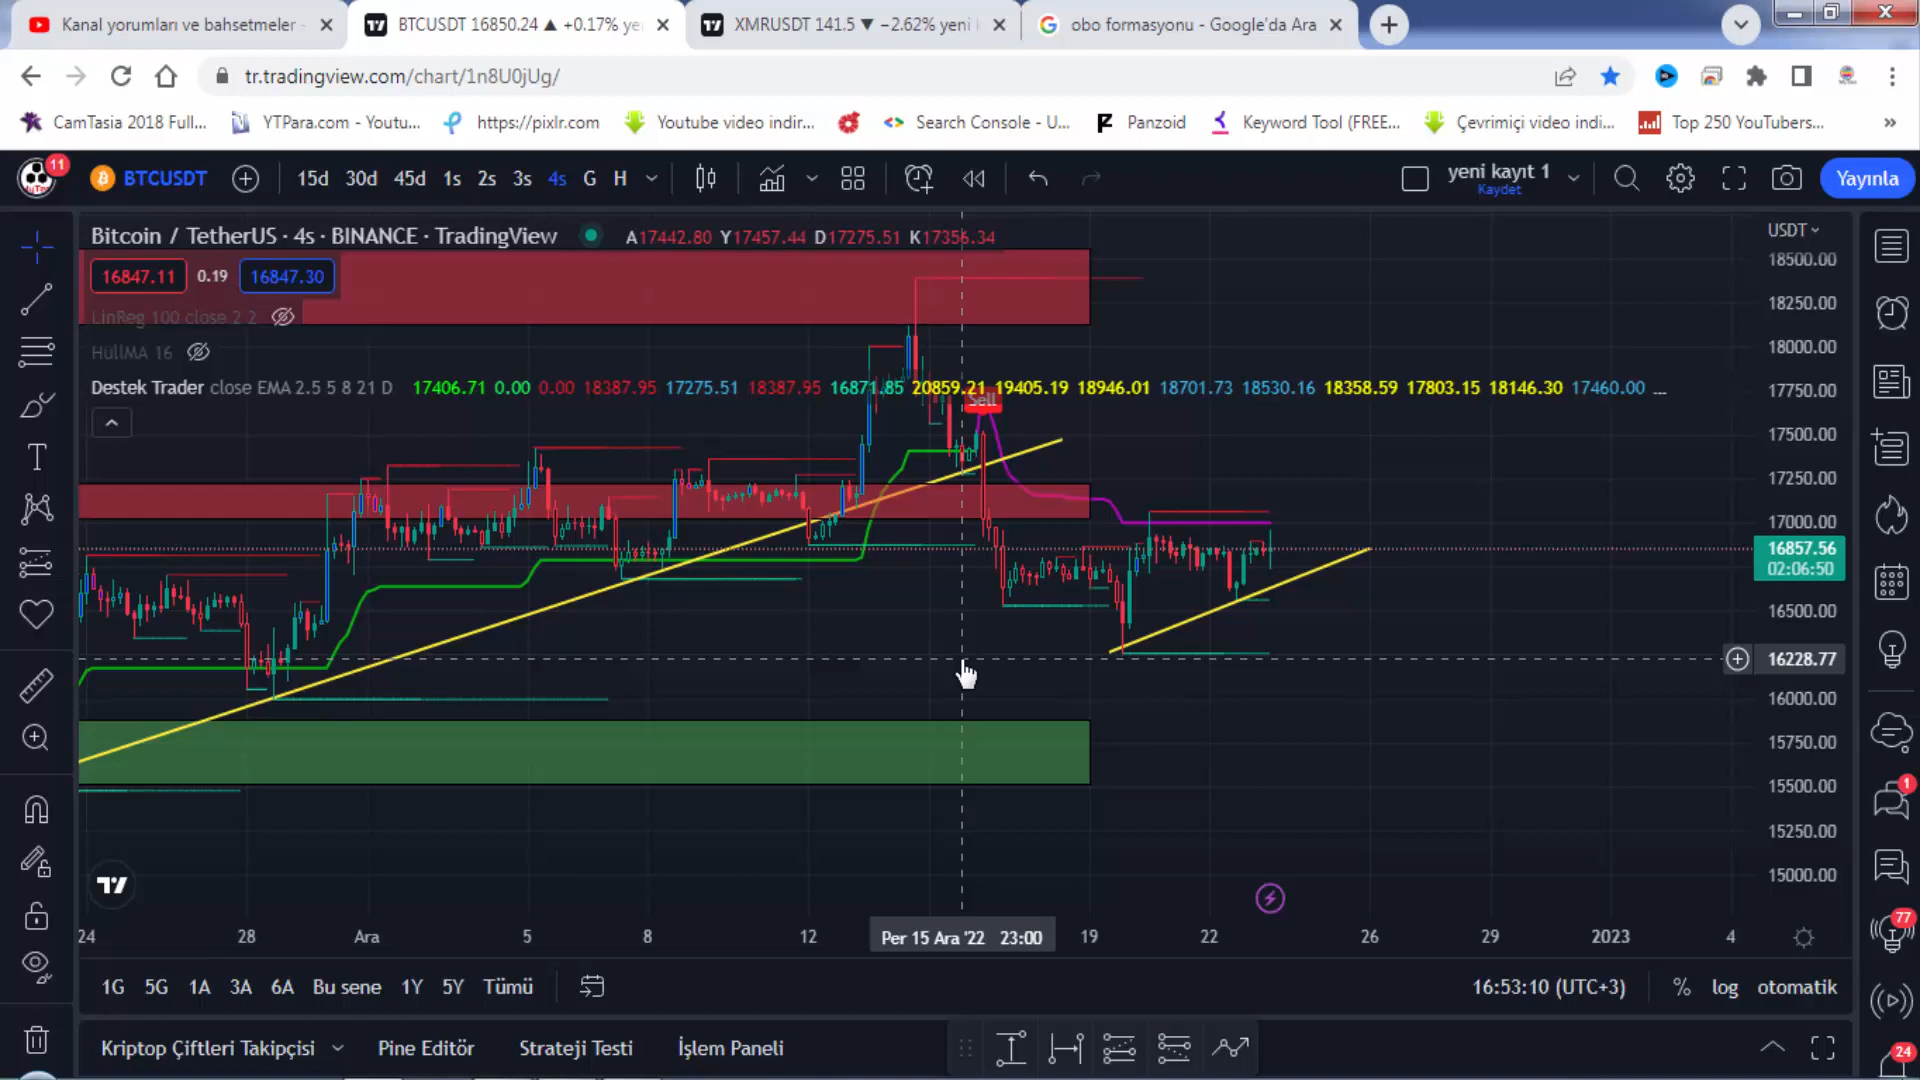 Kanal yorumları ve bahsetmeler -
BTCUSDT 16850.24 ▲ +0.17% ye
XMRUSDT 141.5 ▼ −2.62% yeni
obo formasyonu - Google'da Ara
tr.tradingview.com/chart/1n8U0jUg/
CamTasia 2018 Full...
YTPara.com - Youtu...
https://pixlr.com
Youtube video indir...
Search Console - U...
Panzoid
Keyword Tool (FREE...
Çevrimiçi video indi...
Top 250 YouTubers...
»
11
BTCUSDT
15d 30d 45d 1s 2s 3s 4s G H
yeni kayıt 1
Kaydet
Yayınla
Bitcoin / TetherUS · 4s · BINANCE · TradingView
A17442.80 Y17457.44 D17275.51 K17356.34
USDT
16847.11 0.19 16847.30
LinReg 100 close 2 2
HullMA 16
Destek Trader close EMA 2.5 5 8 21 D 17406.71 0.00 0.00 18387.95 17275.51 18387.95 16871.85 20859.21 19405.19 18946.01 18701.73 18530.16 18358.59 17803.15 18146.30 17460.00 ...
Sell
18500.00
18250.00
18000.00
17750.00
17500.00
17250.00
17000.00
16857.56
02:06:50
16500.00
16228.77
16000.00
15750.00
15500.00
15250.00
15000.00
24 28 Ara 5 8 12 Per 15 Ara '22 23:00 19 22 26 29 2023 4
1G 5G 1A 3A 6A Bu sene 1Y 5Y Tümü
16:53:10 (UTC+3) % log otomatik
Kriptop Çiftleri Takipçisi
Pine Editör
Strateji Testi
İşlem Paneli
1
77
24